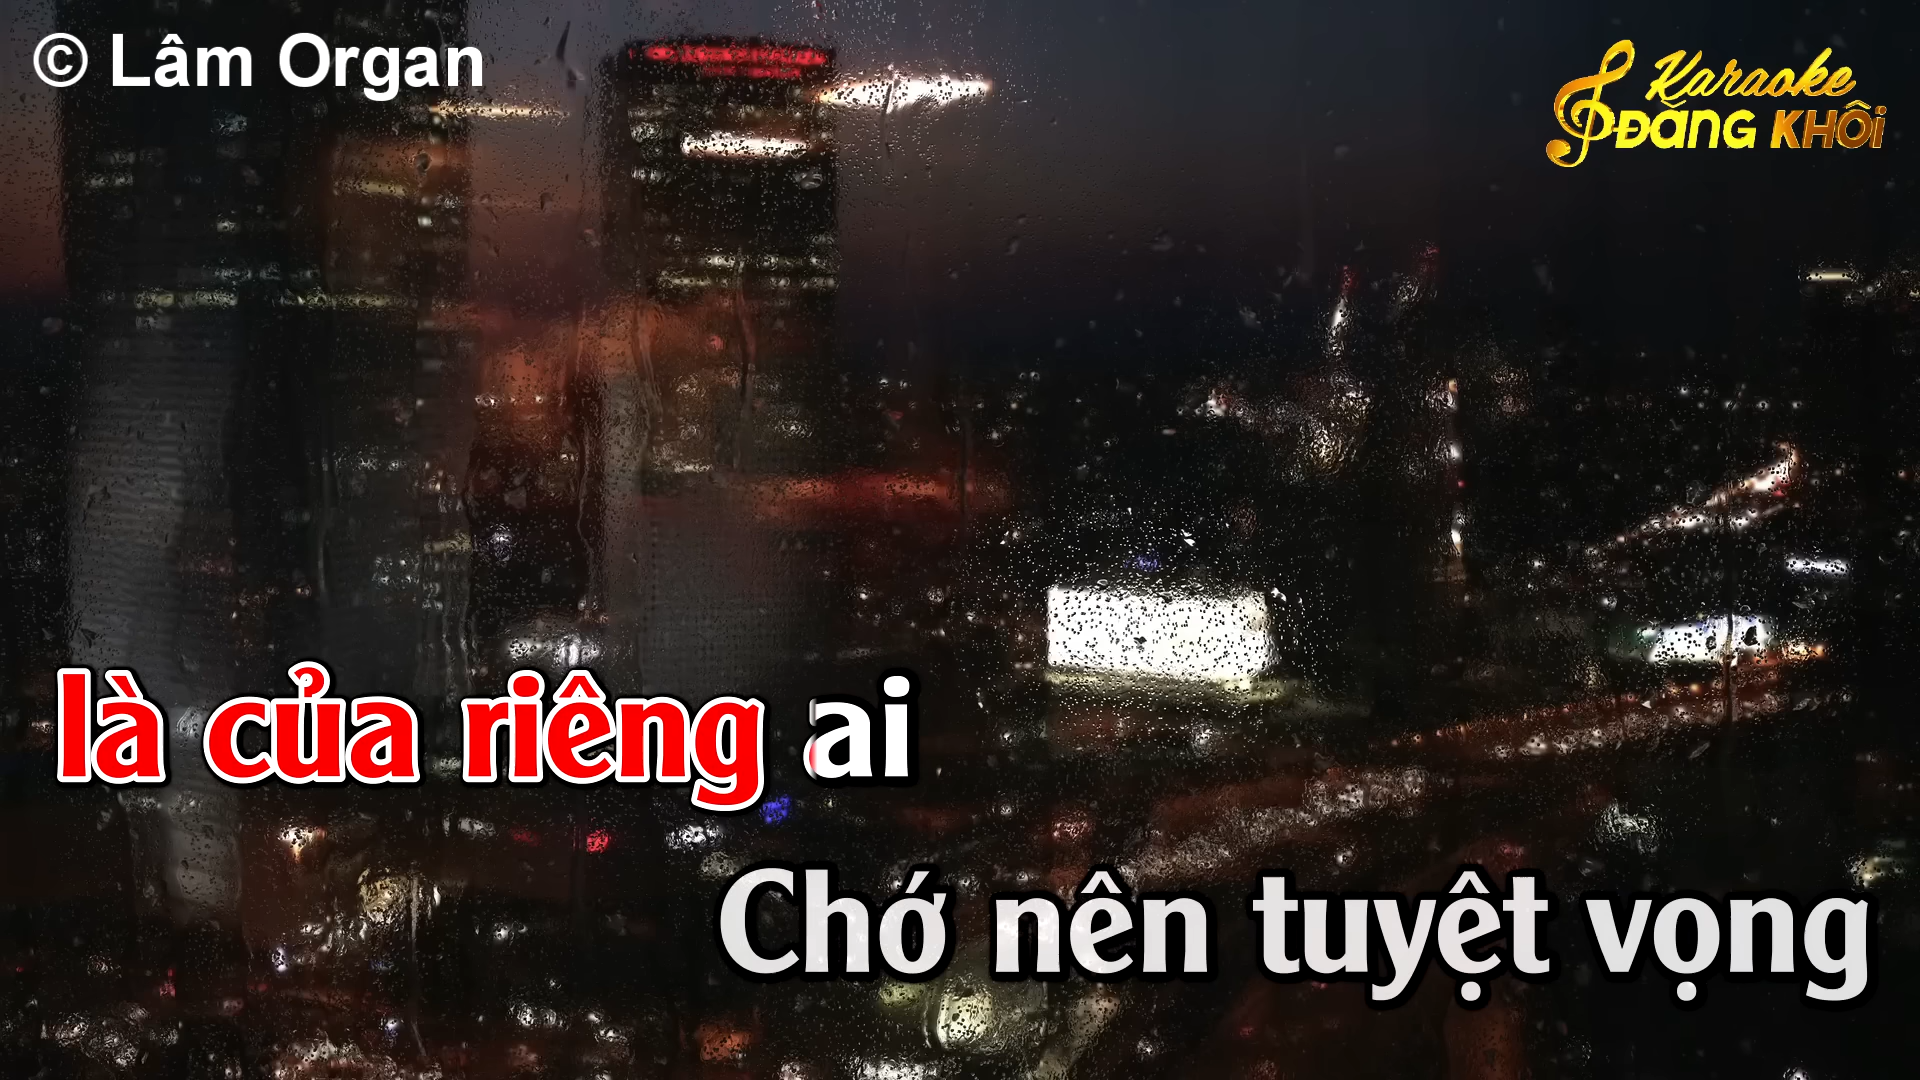 © Lâm Organ
Karaoke
ĐĂNG KHÔI
là của riêng ai
Chớ nên tuyệt vọng